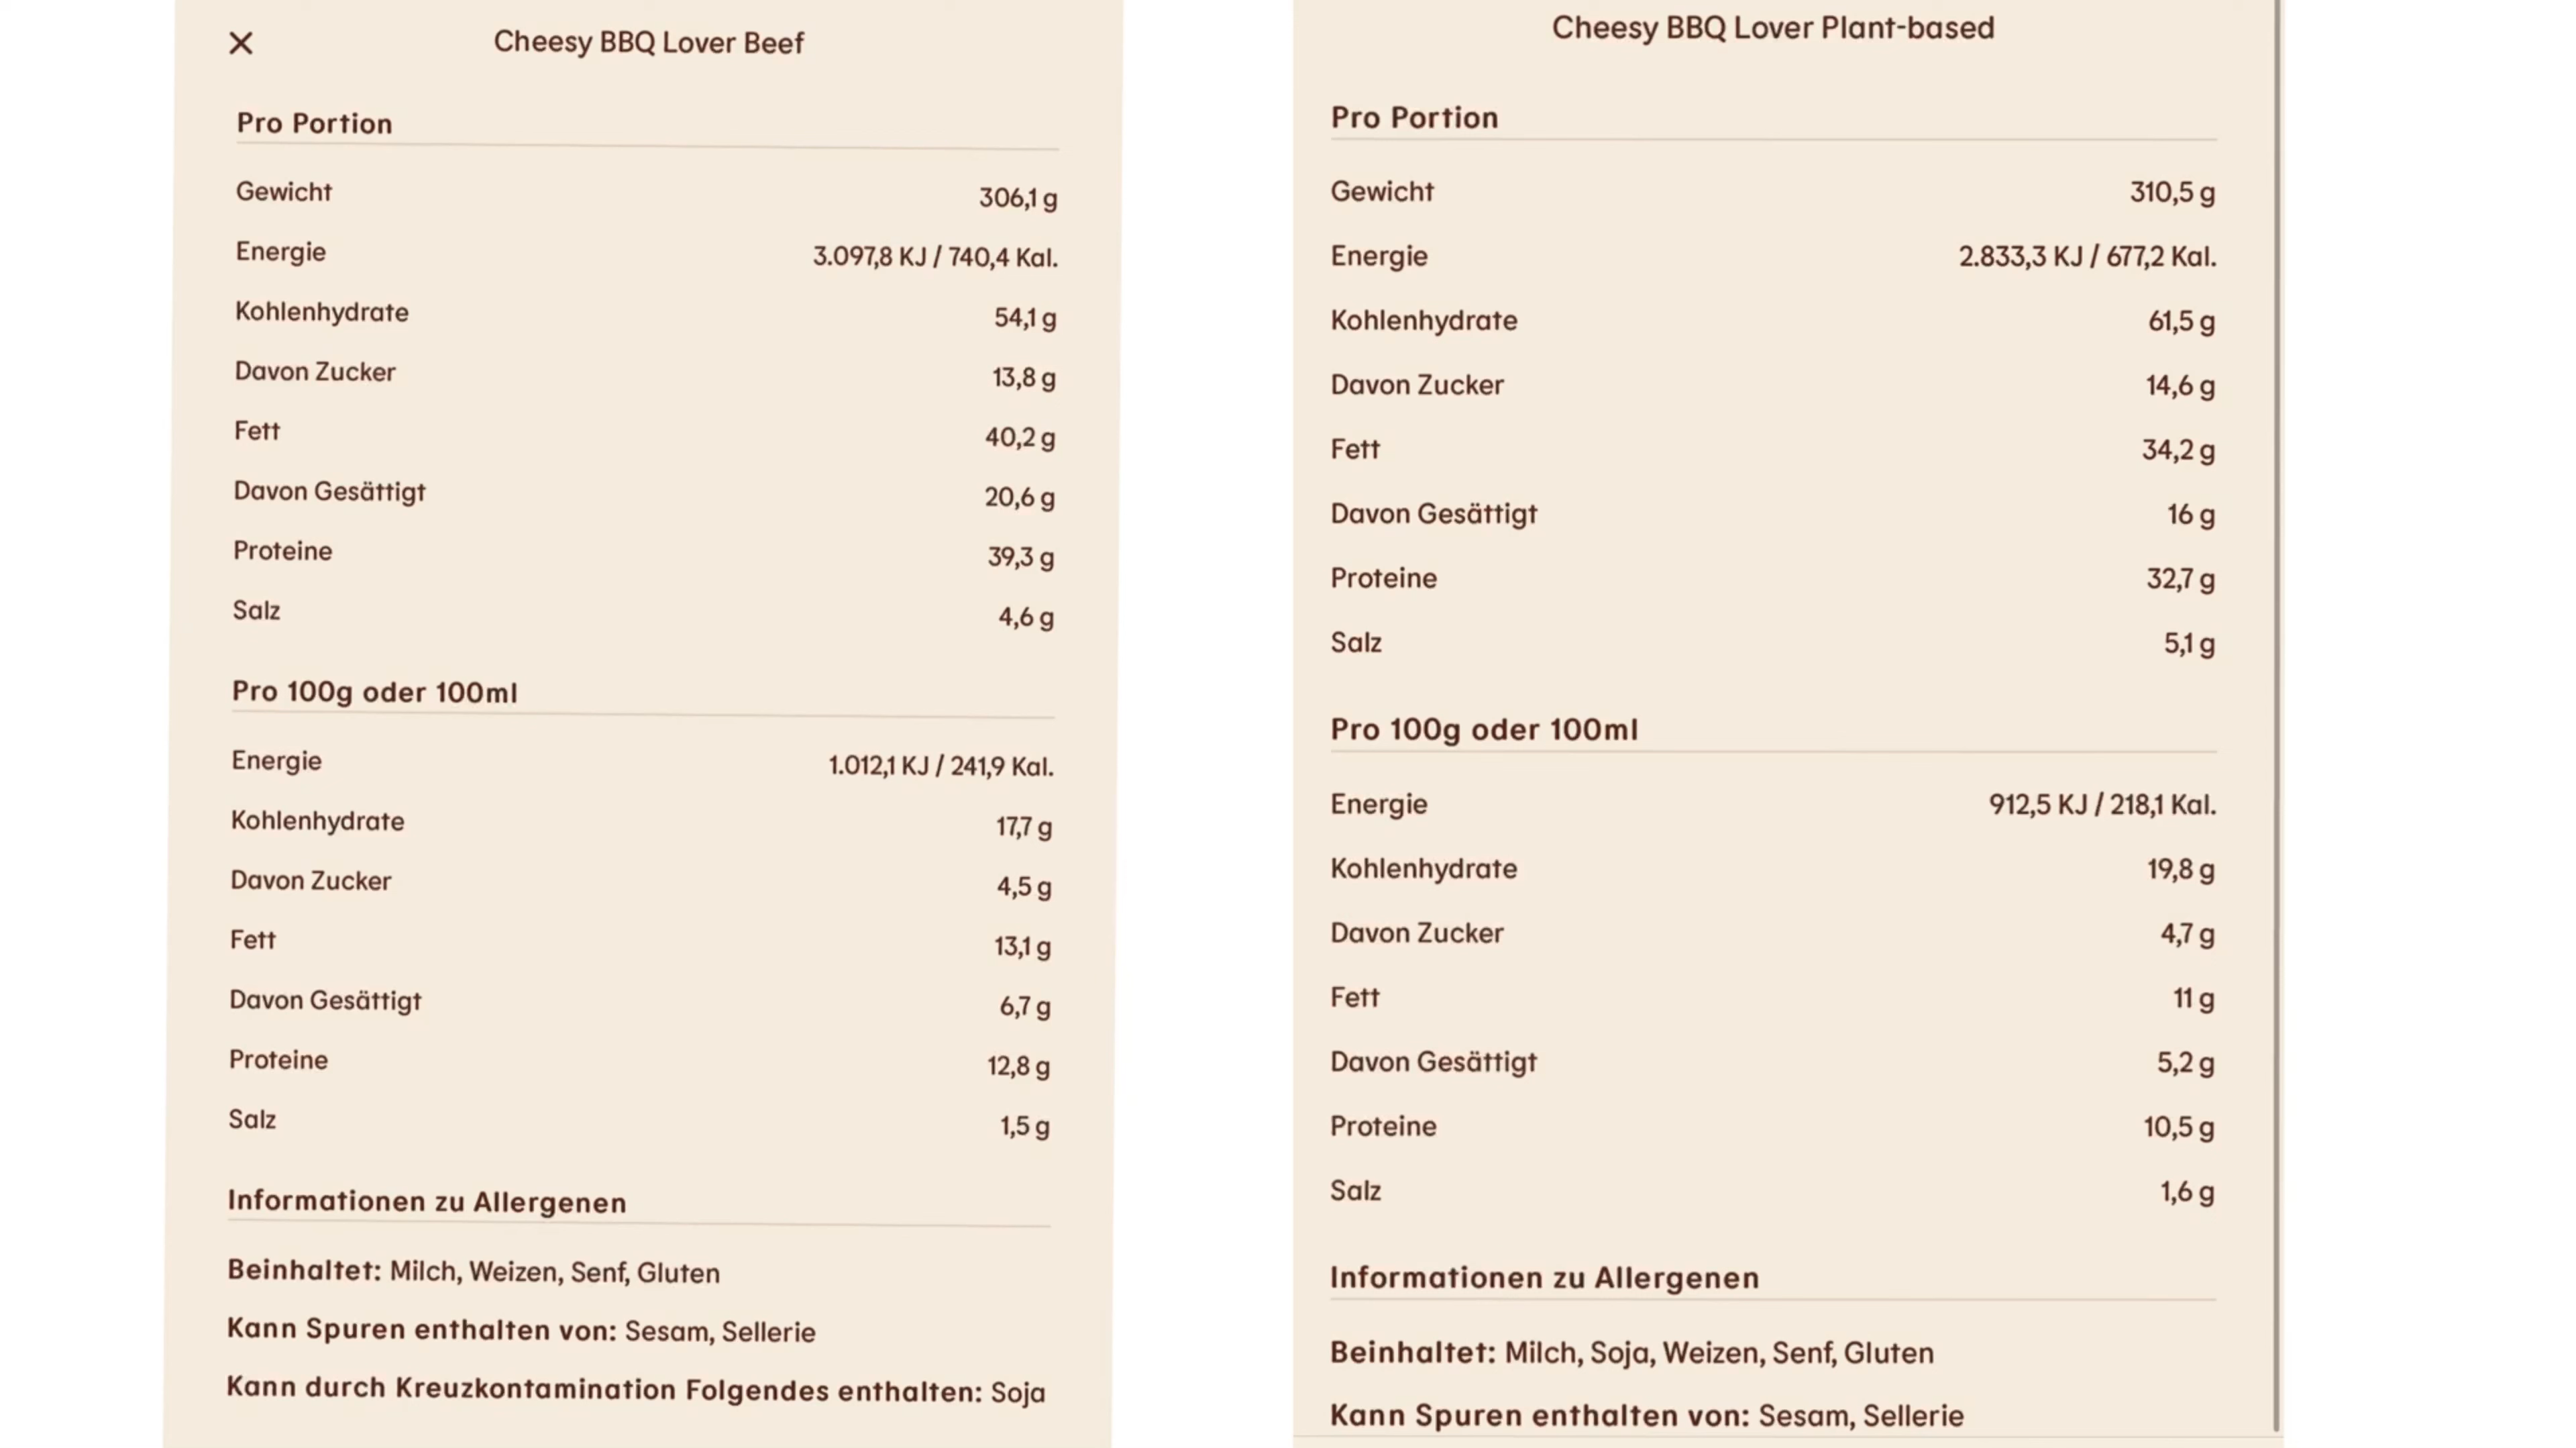 Cheesy BBQ Lover Beef
Pro Portion
Gewicht 306,1 g
Energie 3.097,8 KJ / 740,4 Kal.
Kohlenhydrate 54,1 g
Davon Zucker 13,8 g
Fett 40,2 g
Davon Gesättigt 20,6 g
Proteine 39,3 g
Salz 4,6 g
Pro 100g oder 100ml
Energie 1.012,1 KJ / 241,9 Kal.
Kohlenhydrate 17,7 g
Davon Zucker 4,5 g
Fett 13,1 g
Davon Gesättigt 6,7 g
Proteine 12,8 g
Salz 1,5 g
Informationen zu Allergenen
Beinhaltet: Milch, Weizen, Senf, Gluten
Kann Spuren enthalten von: Sesam, Sellerie
Kann durch Kreuzkontamination Folgendes enthalten: Soja
Cheesy BBQ Lover Plant-based
Pro Portion
Gewicht 310,5 g
Energie 2.833,3 KJ / 677,2 Kal.
Kohlenhydrate 61,5 g
Davon Zucker 14,6 g
Fett 34,2 g
Davon Gesättigt 16 g
Proteine 32,7 g
Salz 5,1 g
Pro 100g oder 100ml
Energie 912,5 KJ / 218,1 Kal.
Kohlenhydrate 19,8 g
Davon Zucker 4,7 g
Fett 11 g
Davon Gesättigt 5,2 g
Proteine 10,5 g
Salz 1,6 g
Informationen zu Allergenen
Beinhaltet: Milch, Soja, Weizen, Senf, Gluten
Kann Spuren enthalten von: Sesam, Sellerie